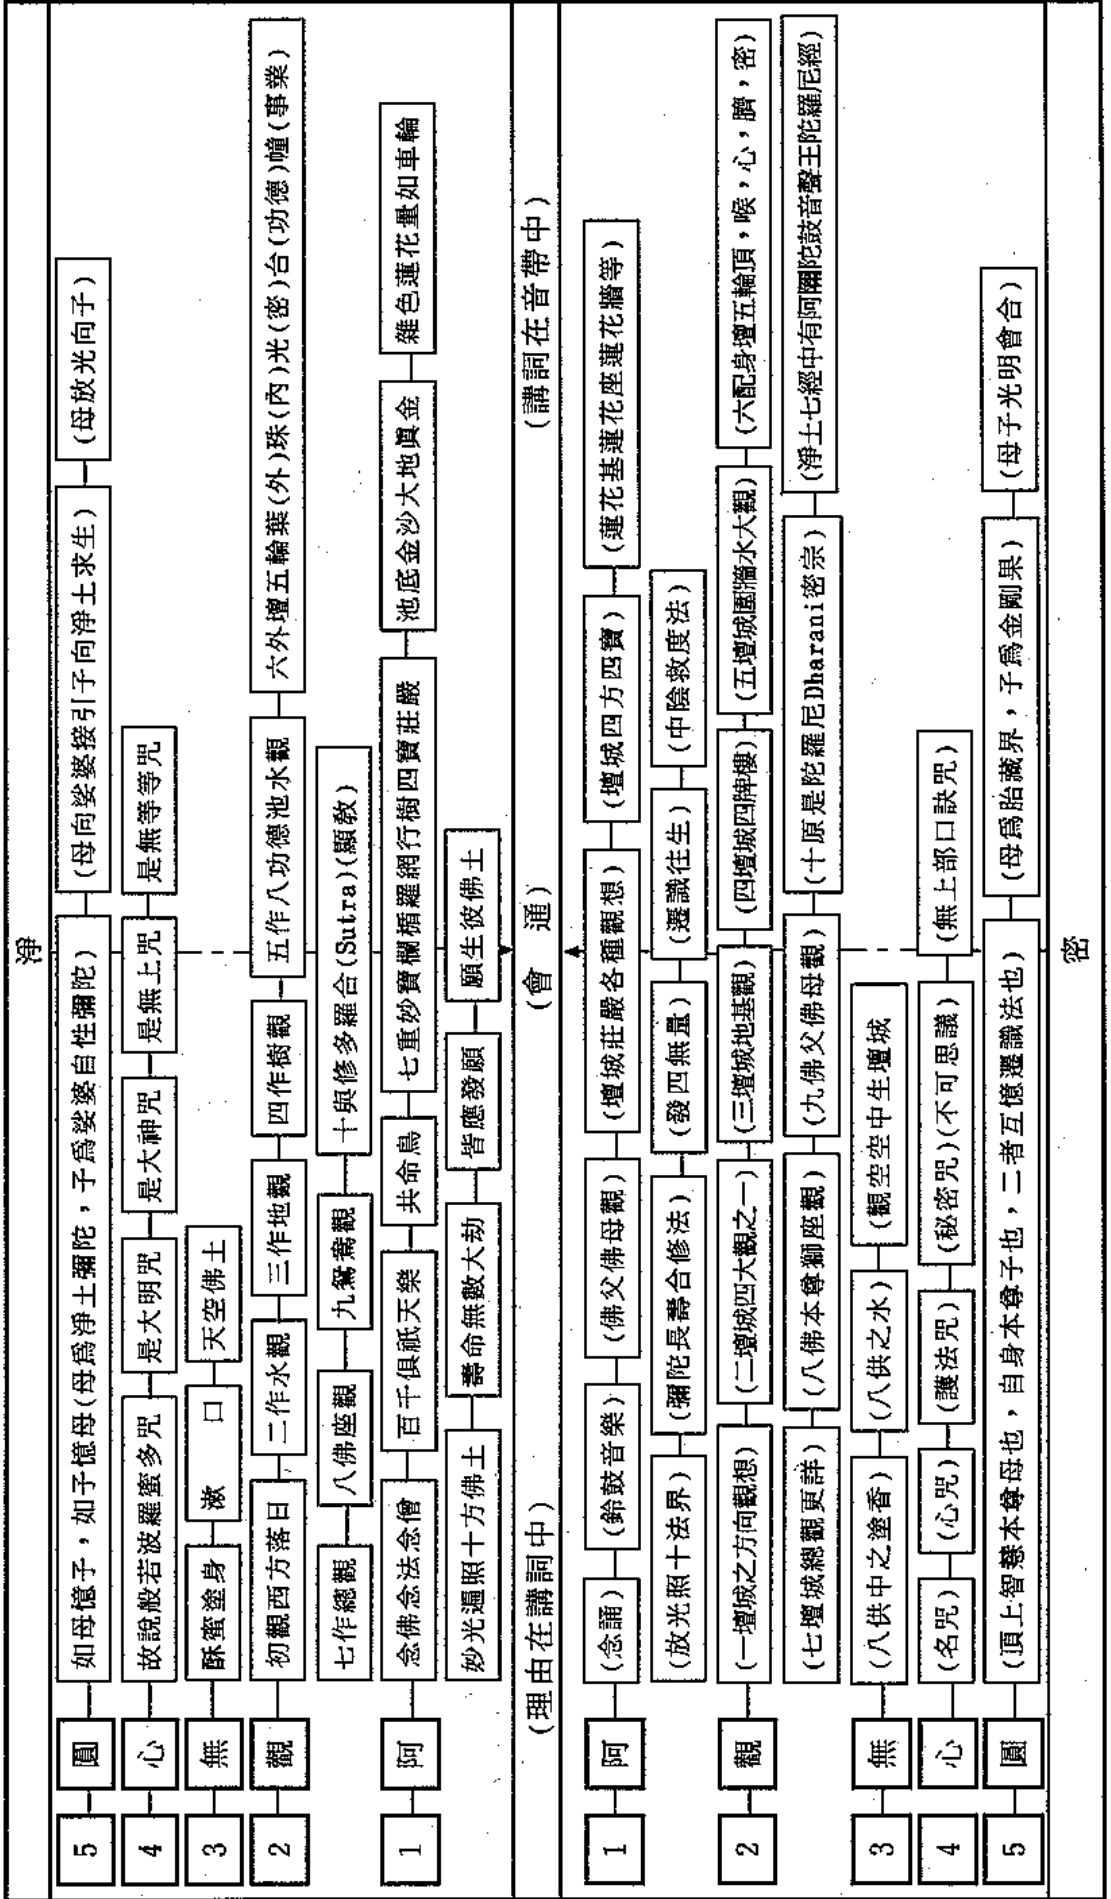 淨
5 圓 如母憶子,如子憶母(母爲淨土彌陀,子爲娑婆自性彌陀) (母向娑婆接引子向淨土求生) (母放光向子)
4 心 故說般若波羅蜜多咒 是大明咒 是大神咒 是無上咒 是無等等咒
3 無 酥蜜塗身 漱口 天空佛土
2 觀 初觀西方落日 二作水觀 三作地觀 四作樹觀 五作八功德池水觀 六外壇五輪葉(外)珠(內)光(密)台(功德)幢(事業)
七作總觀 八佛座觀 九鴛鴦觀 十與修多羅合(Sutra)(顯教)
1 阿 念佛念法念僧 百千俱祇天樂 共命鳥 七重妙寶欄楯羅網行樹四寶莊嚴 池底金沙大地眞金 雜色蓮花量如車輪
妙光遍照十方佛土 壽命無數大劫 皆應發願 願生彼佛土
(理由在講詞中) (會通) (講詞在音帶中)
1 阿 (念誦) (鈴鼓音樂) (佛父佛母觀) (壇城莊嚴各種觀想) (壇城四方四寶) (蓮花基蓮花座蓮花牆等)
(放光照十法界) (彌陀長壽合修法) (發四無量) (遷識往生) (中陰救度法)
2 觀 (一壇城之方向觀想) (二壇城四大觀之一) (三壇城地基觀) (四壇城四牌樓) (五壇城圍牆水大觀) (六配身壇五輪頂,喉,心,臍,密)
(七壇城總觀更詳) (八佛本尊獅座觀) (九佛父佛母觀) (十原是陀羅尼Dharani密宗) (淨土七經中有阿彌陀鼓音聲王陀羅尼經)
3 無 (八供中之塗香) (八供之水) (觀空空中生壇城)
4 心 (名咒) (心咒) (護法咒) (秘密咒)(不可思議) (無上部口訣咒)
5 圓 (頂上智慧本尊母也,自身本尊子也,二者互憶遷識法也) (母爲胎藏界,子爲金剛果) (母子光明會合)
密